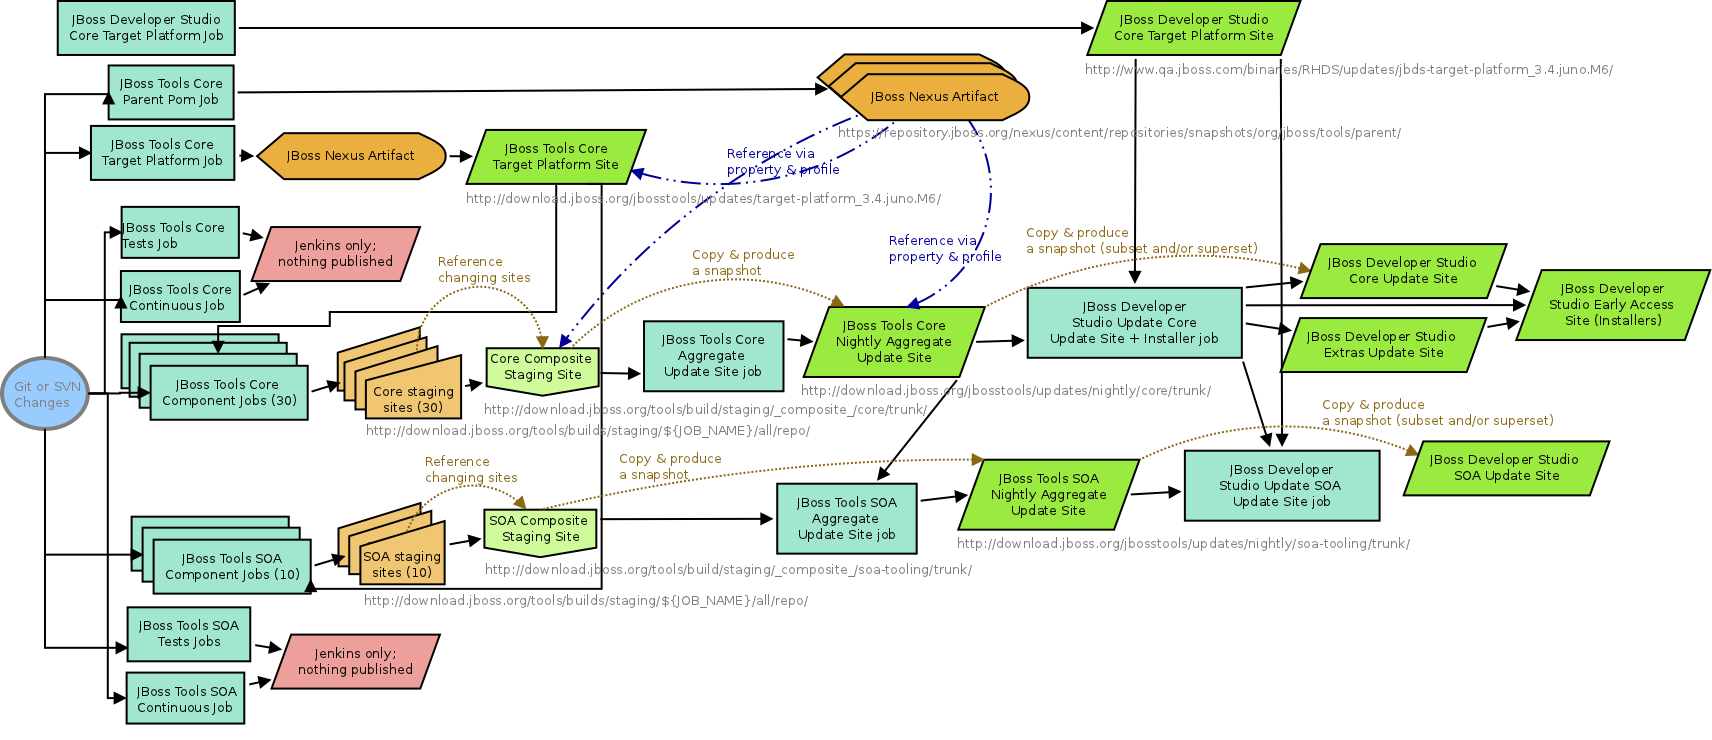 JBoss Developer Studio
Core Target Platform Job
JBoss Developer Studio
Core Target Platform Site
http://www.qa.jboss.com/binaries/RHDS/updates/jbds-target-platform_3.4.juno.M6/
JBoss Tools Core
Parent Pom Job
JBoss Nexus Artifact
https://repository.jboss.org/nexus/content/repositories/snapshots/org/jboss/tools/parent/
JBoss Tools Core
Target Platform Job
JBoss Nexus Artifact
JBoss Tools Core
Target Platform Site
http://download.jboss.org/jbosstools/updates/target-platform_3.4.juno.M6/
Reference via
property & profile
JBoss Tools Core
Tests Job
Jenkins only;
nothing published
JBoss Tools Core
Continuous Job
Reference
changing sites
Copy & produce
a snapshot
Reference via
property & profile
Copy & produce
a snapshot (subset and/or superset)
JBoss Developer Studio
Core Update Site
JBoss Developer
Studio Early Access
Site (Installers)
JBoss Developer Studio
Extras Update Site
JBoss Developer
Studio Update Core
Update Site + Installer job
JBoss Tools Core
Nightly Aggregate
Update Site
http://download.jboss.org/jbosstools/updates/nightly/core/trunk/
JBoss Tools Core
Aggregate
Update Site job
Core Composite
Staging Site
http://download.jboss.org/tools/build/staging/_composite_/core/trunk/
Core staging
sites (30)
http://download.jboss.org/tools/builds/staging/${JOB_NAME}/all/repo/
JBoss Tools Core
Component Jobs (30)
Git or SVN
Changes
Reference
changing sites
Copy & produce
a snapshot
Copy & produce
a snapshot (subset and/or superset)
JBoss Developer Studio
SOA Update Site
JBoss Developer
Studio Update SOA
Update Site job
JBoss Tools SOA
Nightly Aggregate
Update Site
http://download.jboss.org/jbosstools/updates/nightly/soa-tooling/trunk/
JBoss Tools SOA
Aggregate
Update Site job
SOA Composite
Staging Site
http://download.jboss.org/tools/build/staging/_composite_/soa-tooling/trunk/
SOA staging
sites (10)
http://download.jboss.org/tools/builds/staging/${JOB_NAME}/all/repo/
JBoss Tools SOA
Component Jobs (10)
JBoss Tools SOA
Tests Jobs
Jenkins only;
nothing published
JBoss Tools SOA
Continuous Job